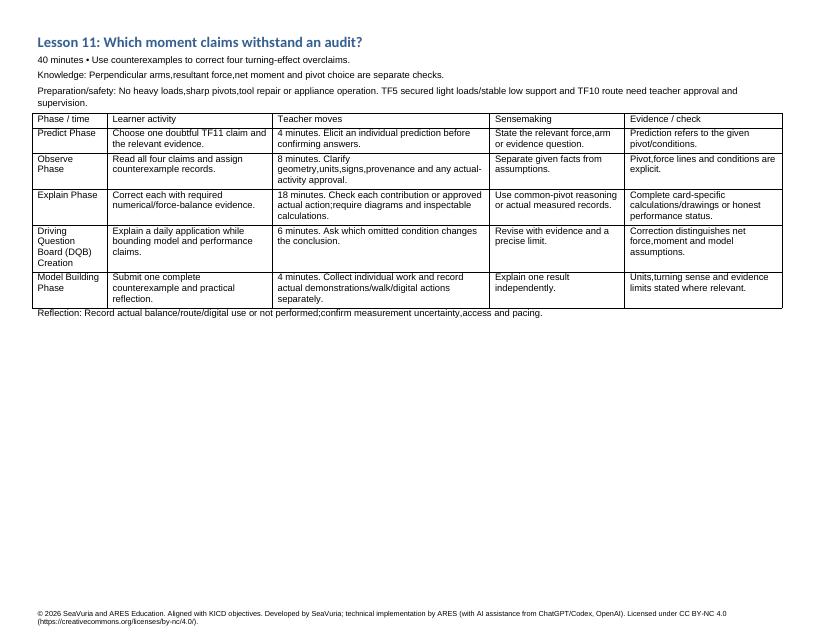 Lesson 11: Which moment claims withstand an audit?
40 minutes • Use counterexamples to correct four turning-effect overclaims.
Knowledge: Perpendicular arms,resultant force,net moment and pivot choice are separate checks.
Preparation/safety: No heavy loads,sharp pivots,tool repair or appliance operation. TF5 secured light loads/stable low support and TF10 route need teacher approval and
supervision.
Phase / time
Learner activity
Teacher moves
Sensemaking
Evidence / check
Predict Phase
Choose one doubtful TF11 claim and
the relevant evidence.
4 minutes. Elicit an individual prediction before
confirming answers.
State the relevant force,arm
or evidence question.
Prediction refers to the given
pivot/conditions.
Observe
Phase
Read all four claims and assign
counterexample records.
8 minutes. Clarify
geometry,units,signs,provenance and any actual-
activity approval.
Separate given facts from
assumptions.
Pivot,force lines and conditions are
explicit.
Explain Phase
Correct each with required
numerical/force-balance evidence.
18 minutes. Check each contribution or approved
actual action;require diagrams and inspectable
calculations.
Use common-pivot reasoning
or actual measured records.
Complete card-specific
calculations/drawings or honest
performance status.
Driving
Question
Board (DQB)
Creation
Explain a daily application while
bounding model and performance
claims.
6 minutes. Ask which omitted condition changes
the conclusion.
Revise with evidence and a
precise limit.
Correction distinguishes net
force,moment and model
assumptions.
Model Building
Phase
Submit one complete
counterexample and practical
reflection.
4 minutes. Collect individual work and record
actual demonstrations/walk/digital actions
separately.
Explain one result
independently.
Units,turning sense and evidence
limits stated where relevant.
Reflection: Record actual balance/route/digital use or not performed;confirm measurement uncertainty,access and pacing.
© 2026 SeaVuria and ARES Education. Aligned with KICD objectives. Developed by SeaVuria; technical implementation by ARES (with AI assistance from ChatGPT/Codex, OpenAI). Licensed under CC BY-NC 4.0
(https://creativecommons.org/licenses/by-nc/4.0/).